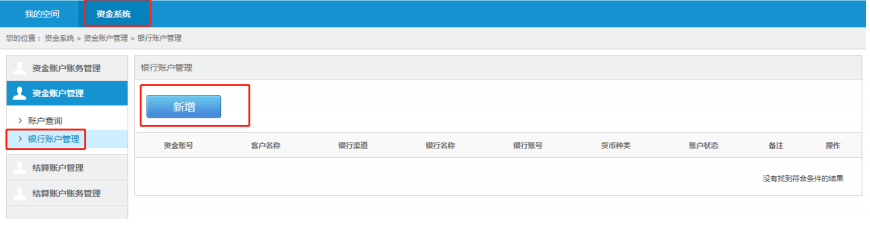 我的空间 资金系统
您的位置： 资金系统 > 资金账户管理 > 银行账户管理
资金账户账务管理
资金账户管理
> 账户查询
> 银行账户管理
结算账户管理
结算账户账务管理
银行账户管理
新增
资金账号 客户名称 银行渠道 银行名称 银行账号 货币种类 账户状态 备注 操作
没有找到符合条件的结果